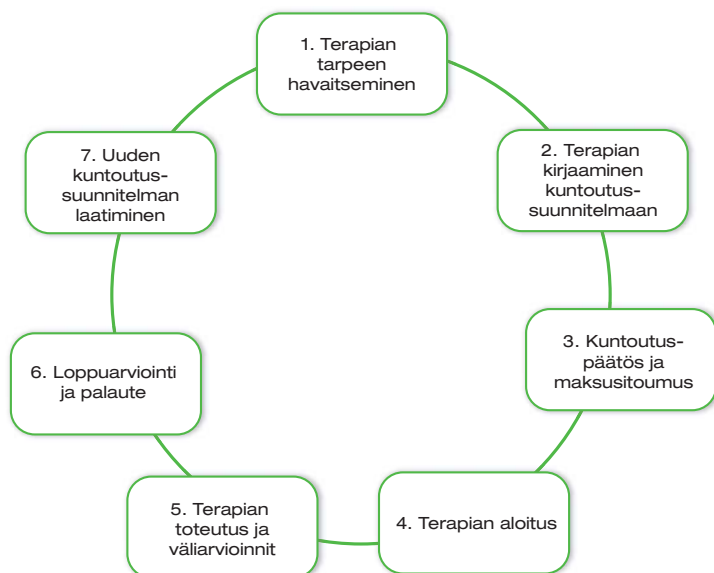 1. Terapian
tarpeen
havaitseminen
2. Terapian
kirjaaminen
kuntoutus-
suunnitelmaan
3. Kuntoutus-
päätös ja
maksusitoumus
4. Terapian aloitus
5. Terapian
toteutus ja
väliarvioinnit
6. Loppuarviointi
ja palaute
7. Uuden
kuntoutus-
suunnitelman
laatiminen